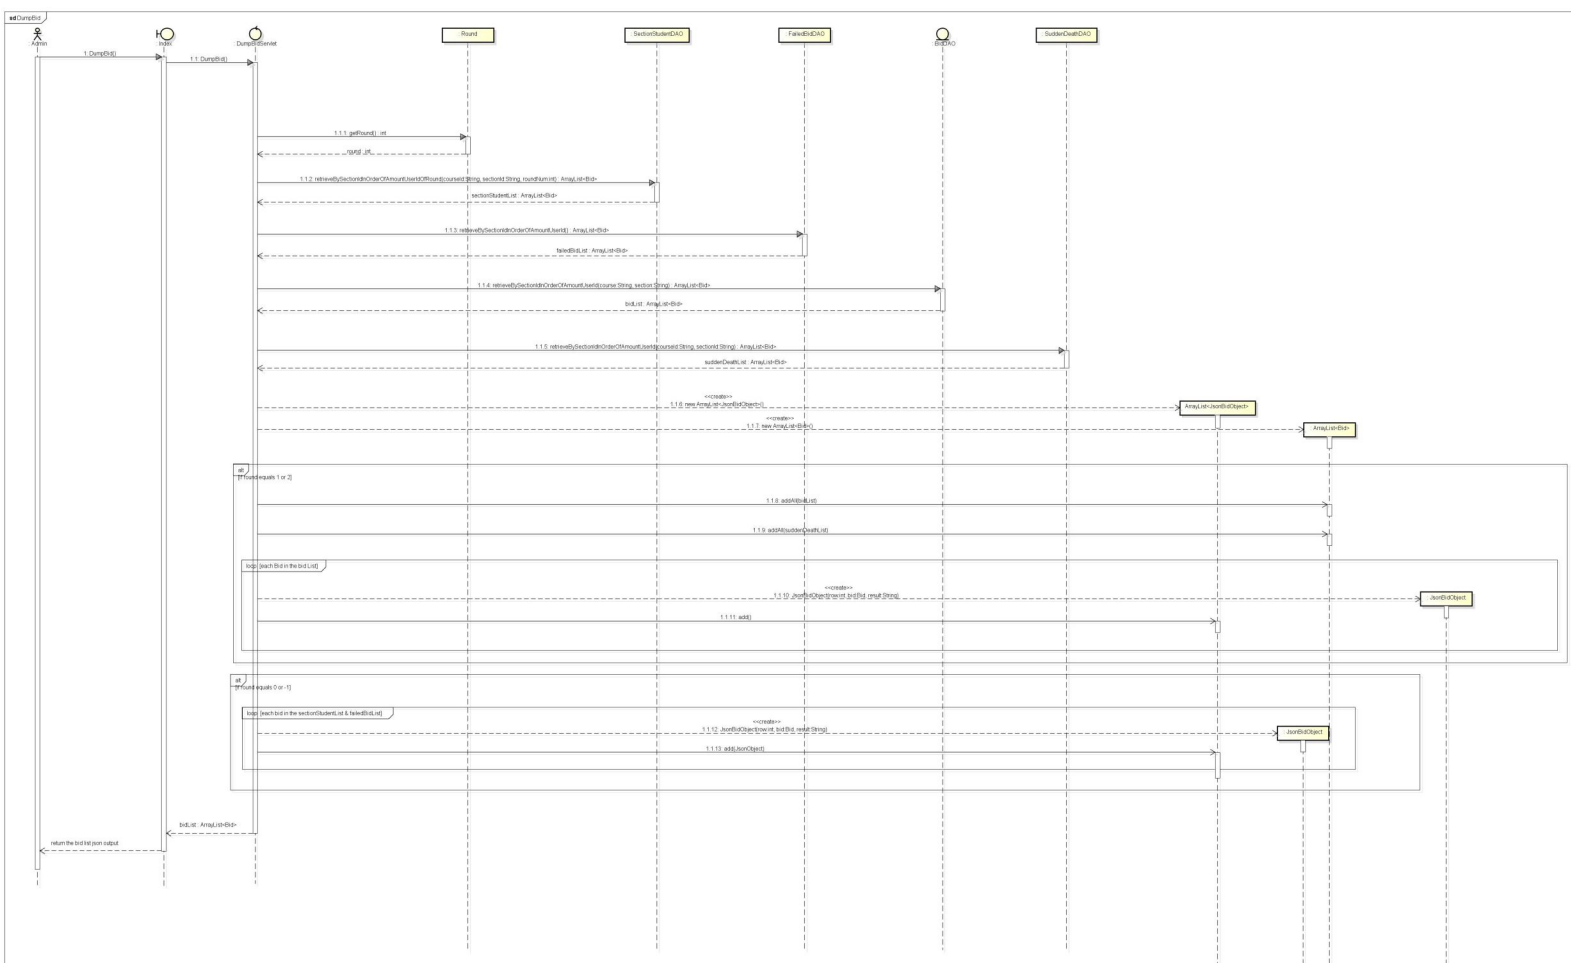 sd DumpBid
Admin
Index
DumpBidServlet
: Round
: SectionStudentDAO
: FailedBidDAO
: BidDAO
: SuddenDeathDAO
1: DumpBid()
1.1: DumpBid()
1.1.1: getRound() : int
round : int
1.1.2: retrieveBySectionIdInOrderOfAmountUserIdOfRound(courseId:String, sectionId:String, roundNum:int) : ArrayList<Bid>
sectionStudentList : ArrayList<Bid>
1.1.3: retrieveBySectionIdInOrderOfAmountUserId() : ArrayList<Bid>
failedBidList : ArrayList<Bid>
1.1.4: retrieveBySectionIdInOrderOfAmountUserId(course:String, section:String) : ArrayList<Bid>
bidList : ArrayList<Bid>
1.1.5: retrieveBySectionIdInOrderOfAmountUserId(courseId:String, sectionId:String) : ArrayList<Bid>
suddenDeathList : ArrayList<Bid>
<<create>>
1.1.6: new ArrayList<JsonBidObject>()
ArrayList<JsonBidObject>
<<create>>
1.1.7: new ArrayList<Bid>()
ArrayList<Bid>
alt
[if round equals 1 or 2]
1.1.8: addAll(bidList)
1.1.9: addAll(suddenDeathList)
loop [each Bid in the bid List]
<<create>>
1.1.10: JsonBidObject(row:int, bid:Bid, result:String)
: JsonBidObject
1.1.11: add()
alt
[if round equals 0 or -1]
loop [each bid in the sectionStudentList & failedBidList]
<<create>>
1.1.12: JsonBidObject(row:int, bid:Bid, result:String)
: JsonBidObject
1.1.13: add(JsonObject)
bidList : ArrayList<Bid>
return the bid list json output